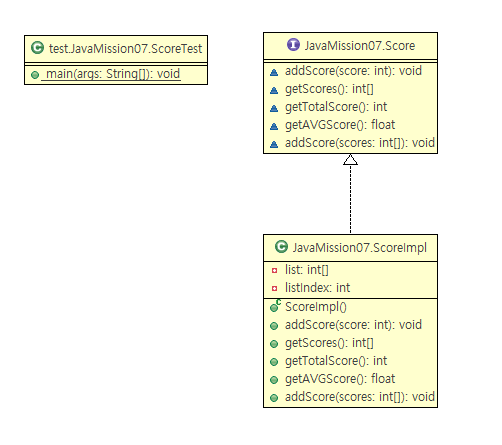 test.JavaMission07.ScoreTest
main(args: String[]): void
JavaMission07.Score
addScore(score: int): void
getScores(): int[]
getTotalScore(): int
getAVGScore(): float
addScore(scores: int[]): void
JavaMission07.ScoreImpl
list: int[]
listIndex: int
ScoreImpl()
addScore(score: int): void
getScores(): int[]
getTotalScore(): int
getAVGScore(): float
addScore(scores: int[]): void